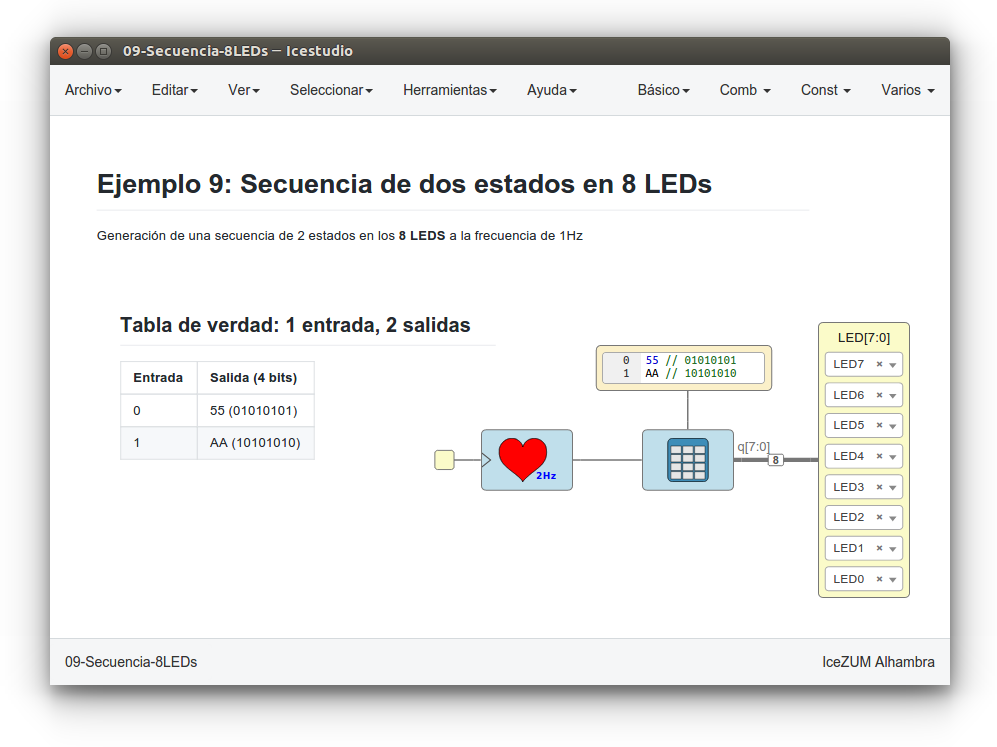 09-Secuencia-8LEDs — Icestudio
Archivo Editar Ver Seleccionar Herramientas Ayuda Básico Comb Const Varios
Ejemplo 9: Secuencia de dos estados en 8 LEDs
Generación de una secuencia de 2 estados en los 8 LEDS a la frecuencia de 1Hz
Tabla de verdad: 1 entrada, 2 salidas
Entrada Salida (4 bits)
0 55 (01010101)
1 AA (10101010)
0 55 // 01010101
1 AA // 10101010
2Hz
q[7:0]
8
LED[7:0]
LED7
LED6
LED5
LED4
LED3
LED2
LED1
LED0
09-Secuencia-8LEDs IceZUM Alhambra